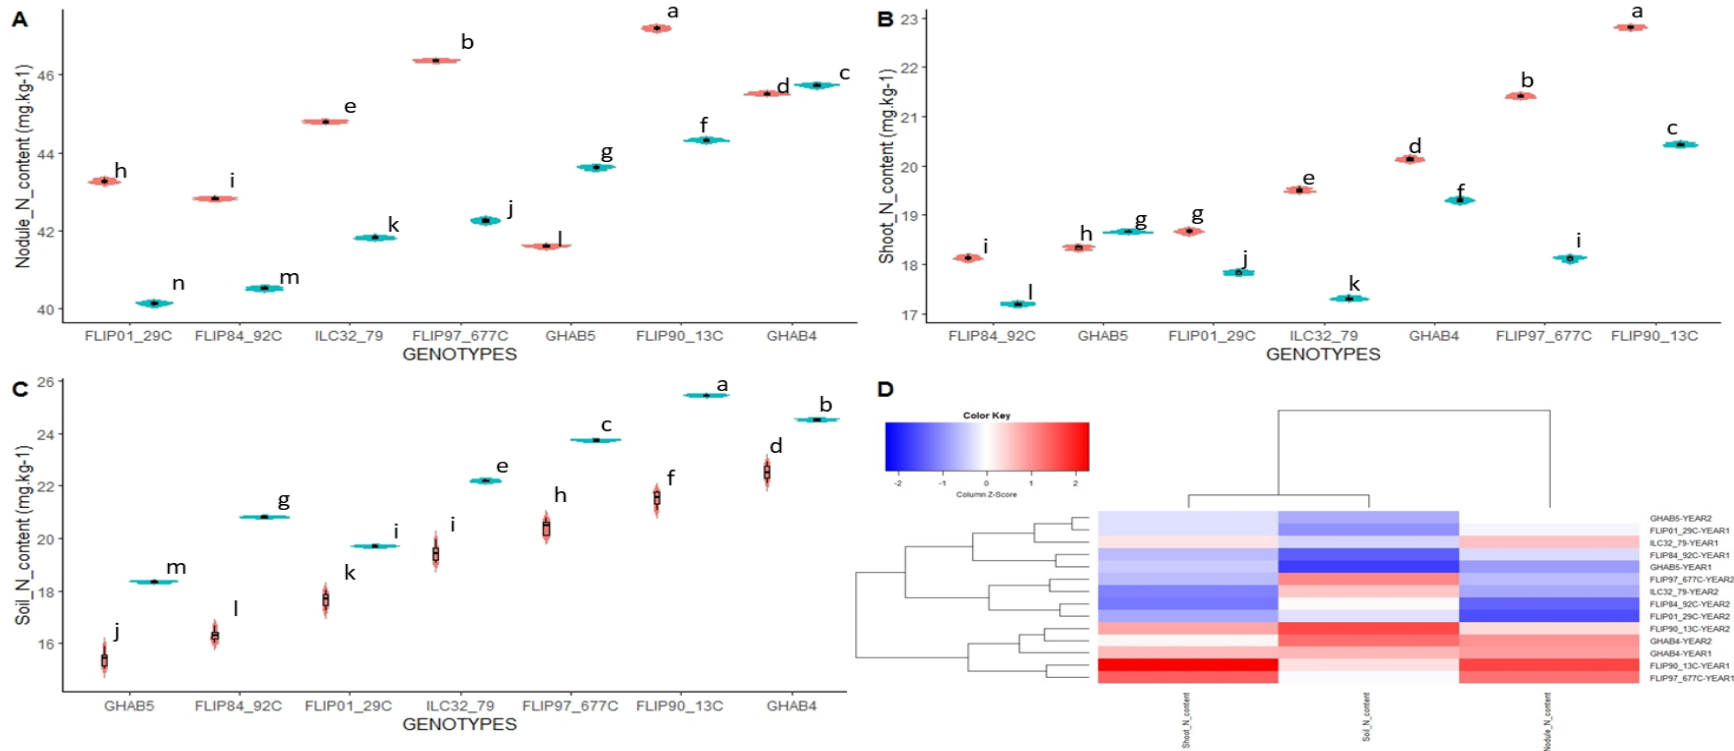 A
Nodule_N_content (mg.kg-1)
46
44
42
40
h
n
i
m
e
k
b
j
l
g
a
f
d
c
FLIP01_29C FLIP84_92C ILC32_79 FLIP97_677C GHAB5 FLIP90_13C GHAB4
GENOTYPES
B
Shoot_N_content (mg.kg-1)
23
22
21
20
19
18
17
i
l
h
g
g
j
e
k
d
f
b
i
a
c
FLIP84_92C GHAB5 FLIP01_29C ILC32_79 GHAB4 FLIP97_677C FLIP90_13C
GENOTYPES
C
Soil_N_content (mg.kg-1)
26
24
22
20
18
16
j
m
l
g
k
i
i
e
h
c
f
a
d
b
GHAB5 FLIP84_92C FLIP01_29C ILC32_79 FLIP97_677C FLIP90_13C GHAB4
GENOTYPES
D
Color Key
-2 -1 0 1 2
Column Z-Score
GHAB5-YEAR2
FLIP01_29C-YEAR1
ILC32_79-YEAR1
FLIP84_92C-YEAR1
GHAB5-YEAR1
FLIP97_677C-YEAR2
ILC32_79-YEAR2
FLIP84_92C-YEAR2
FLIP01_29C-YEAR2
FLIP90_13C-YEAR2
GHAB4-YEAR2
GHAB4-YEAR1
FLIP90_13C-YEAR1
FLIP97_677C-YEAR1
Shoot_N_content
Soil_N_content
Nodule_N_content